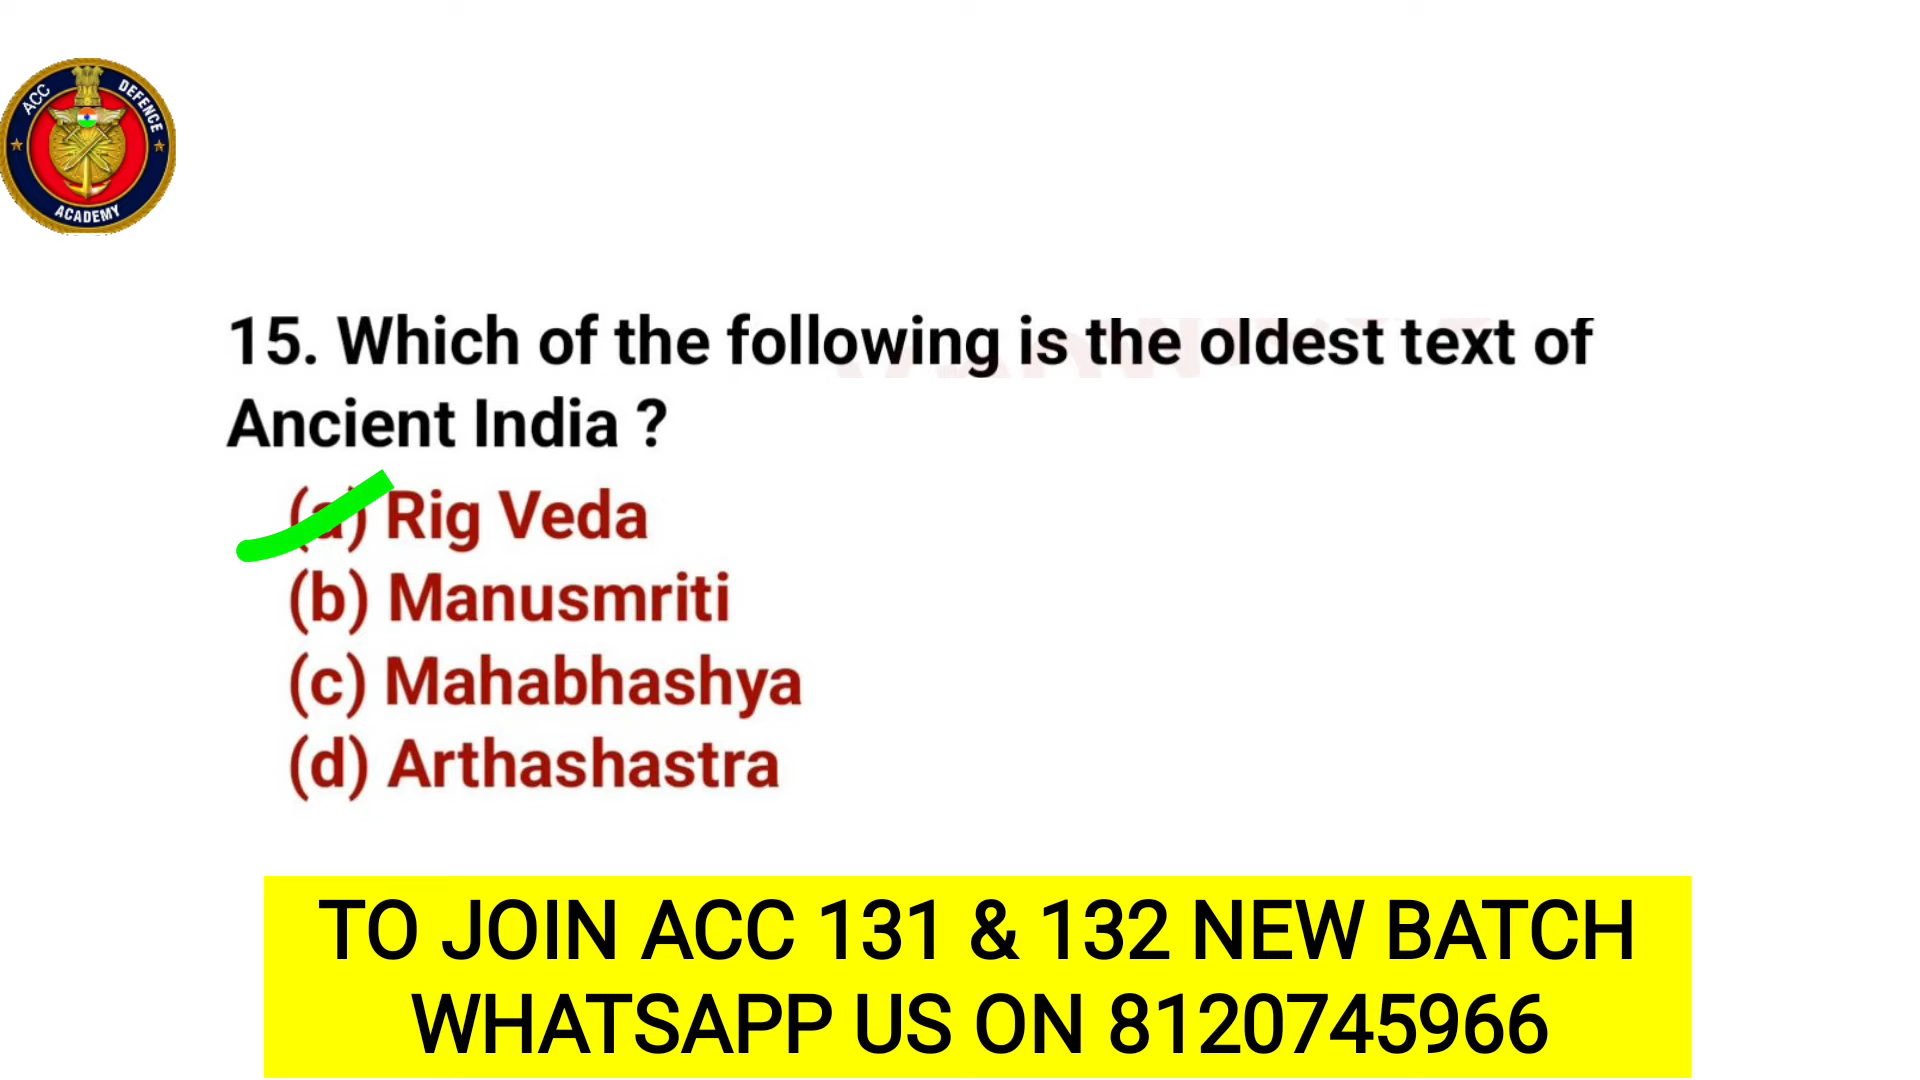 ACC DEFENCE
ACADEMY
15. Which of the following is the oldest text of
Ancient India ?
(a) Rig Veda
(b) Manusmriti
(c) Mahabhashya
(d) Arthashastra
TO JOIN ACC 131 & 132 NEW BATCH
WHATSAPP US ON 8120745966